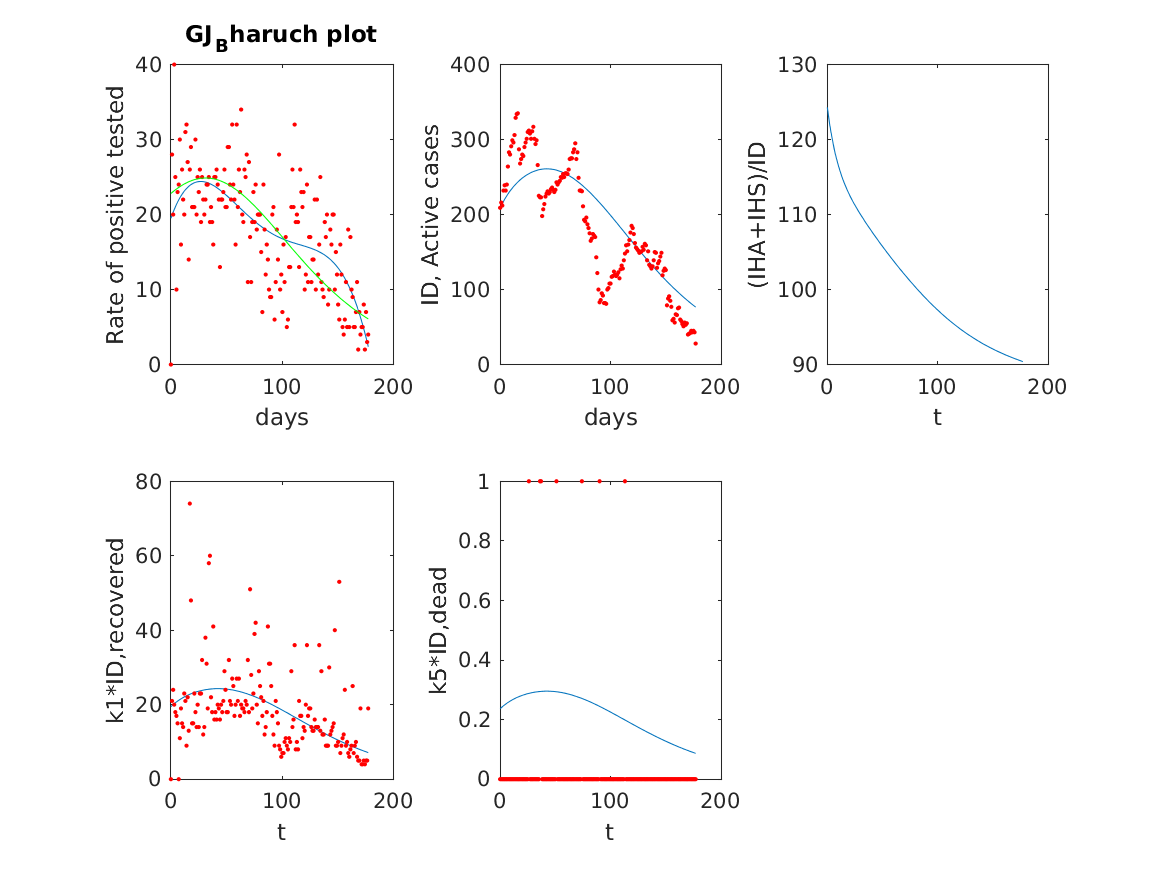 GJ_Bharuch plot
Rate of positive tested
40
30
20
10
0
0 100 200
days
ID, Active cases
400
300
200
100
0
0 100 200
days
(IHA+IHS)/ID
130
120
110
100
90
0 100 200
t
k1*ID,recovered
80
60
40
20
0
0 100 200
t
k5*ID,dead
1
0.8
0.6
0.4
0.2
0
0 100 200
t